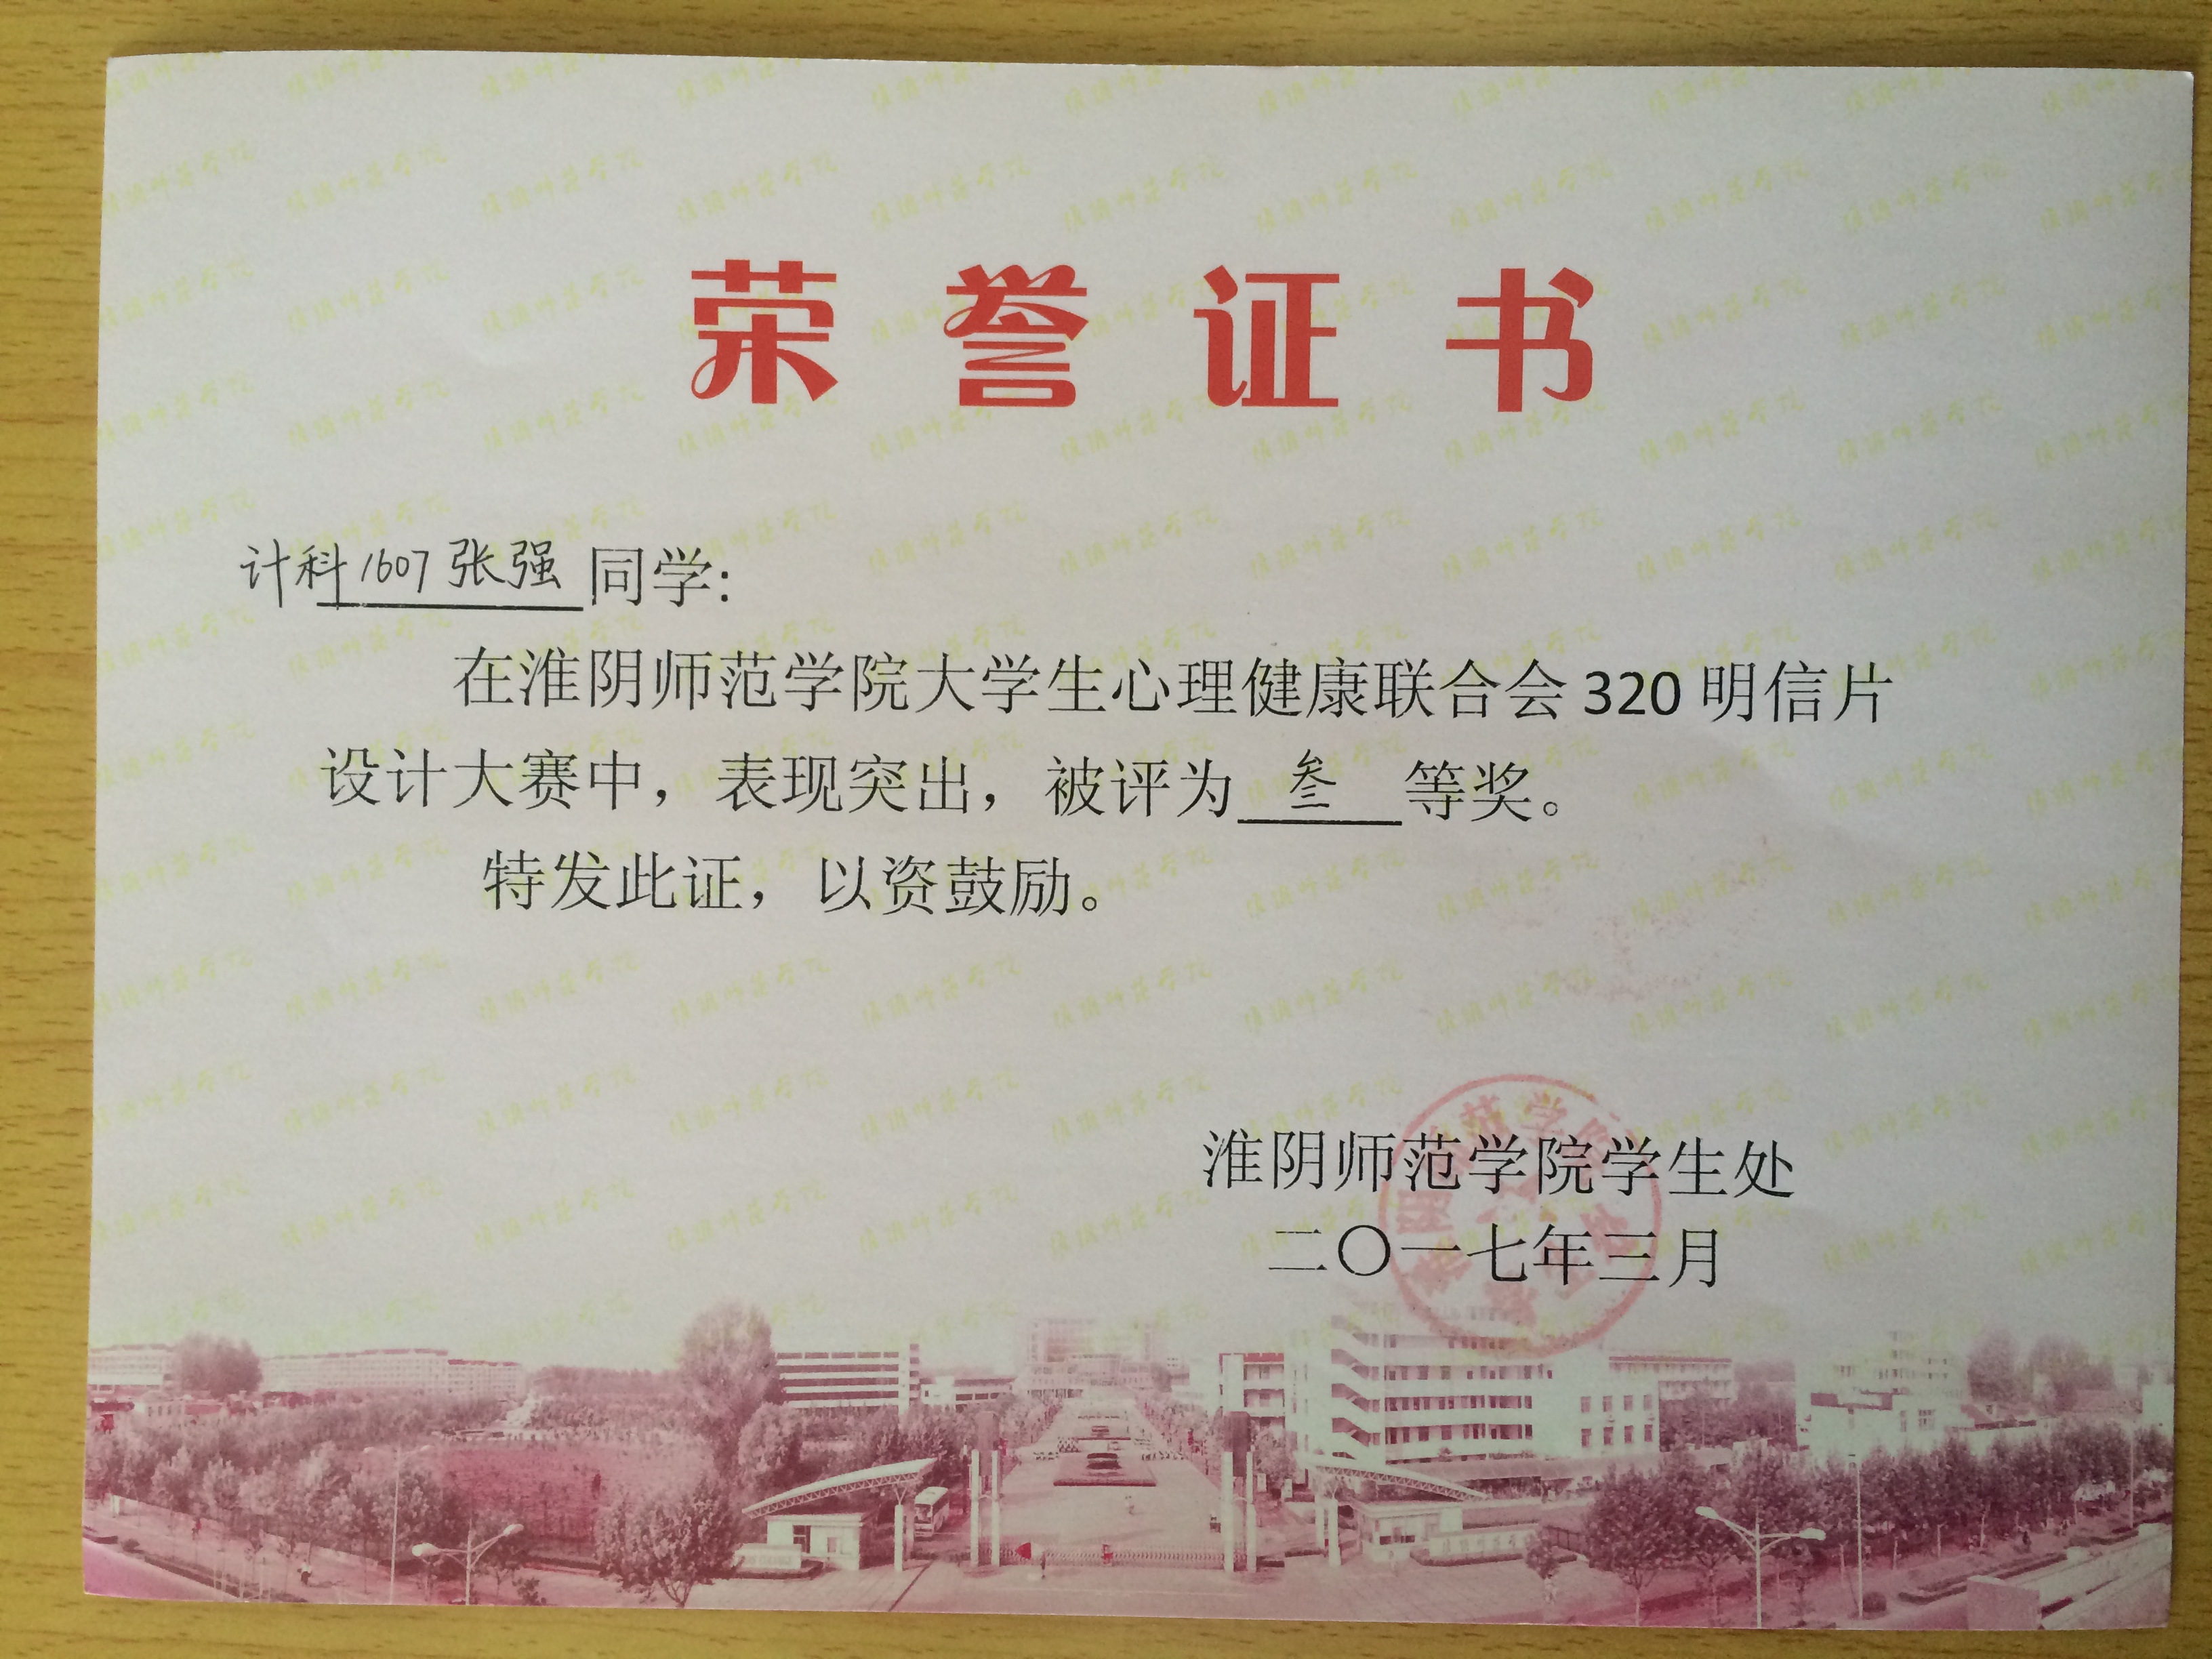 荣誉证书
计科1607张强同学:
在淮阴师范学院大学生心理健康联合会320明信片
设计大赛中，表现突出，被评为叁等奖。
特发此证，以资鼓励。
淮阴师范学院学生处
二〇一七年三月